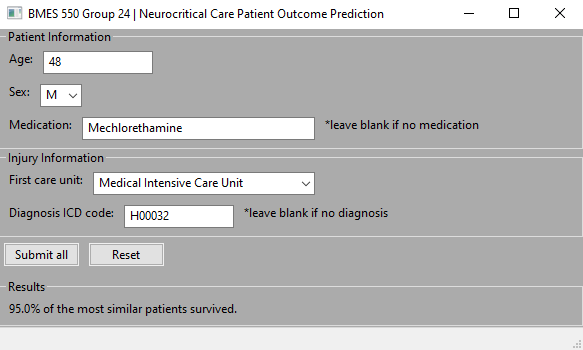 BMES 550 Group 24 | Neurocritical Care Patient Outcome Prediction
Patient Information
Age: 48
Sex: M
Medication: Mechlorethamine *leave blank if no medication
Injury Information
First care unit: Medical Intensive Care Unit
Diagnosis ICD code: H00032 *leave blank if no diagnosis
Submit all Reset
Results
95.0% of the most similar patients survived.